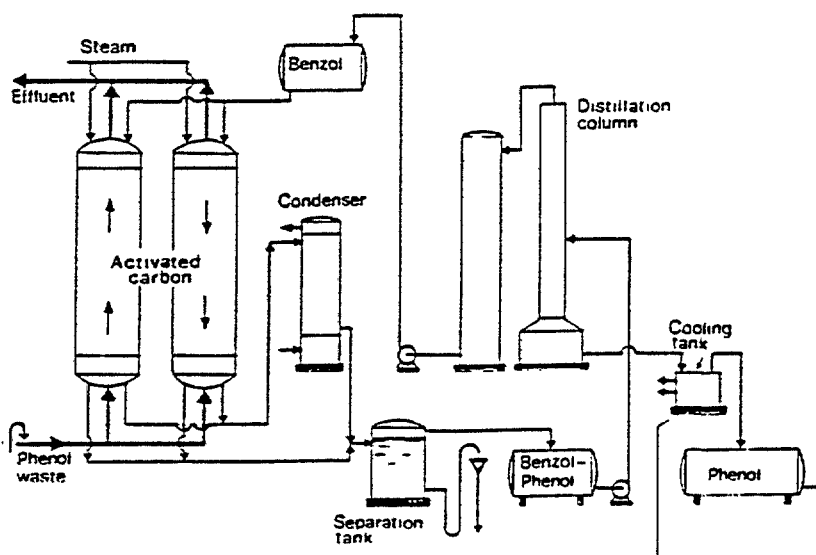 Steam
Benzol
Effluent
Distillation
column
Condenser
Activated
carbon
Cooling
tank
Phenol
waste
Benzol-
Phenol
Phenol
Separation
tank